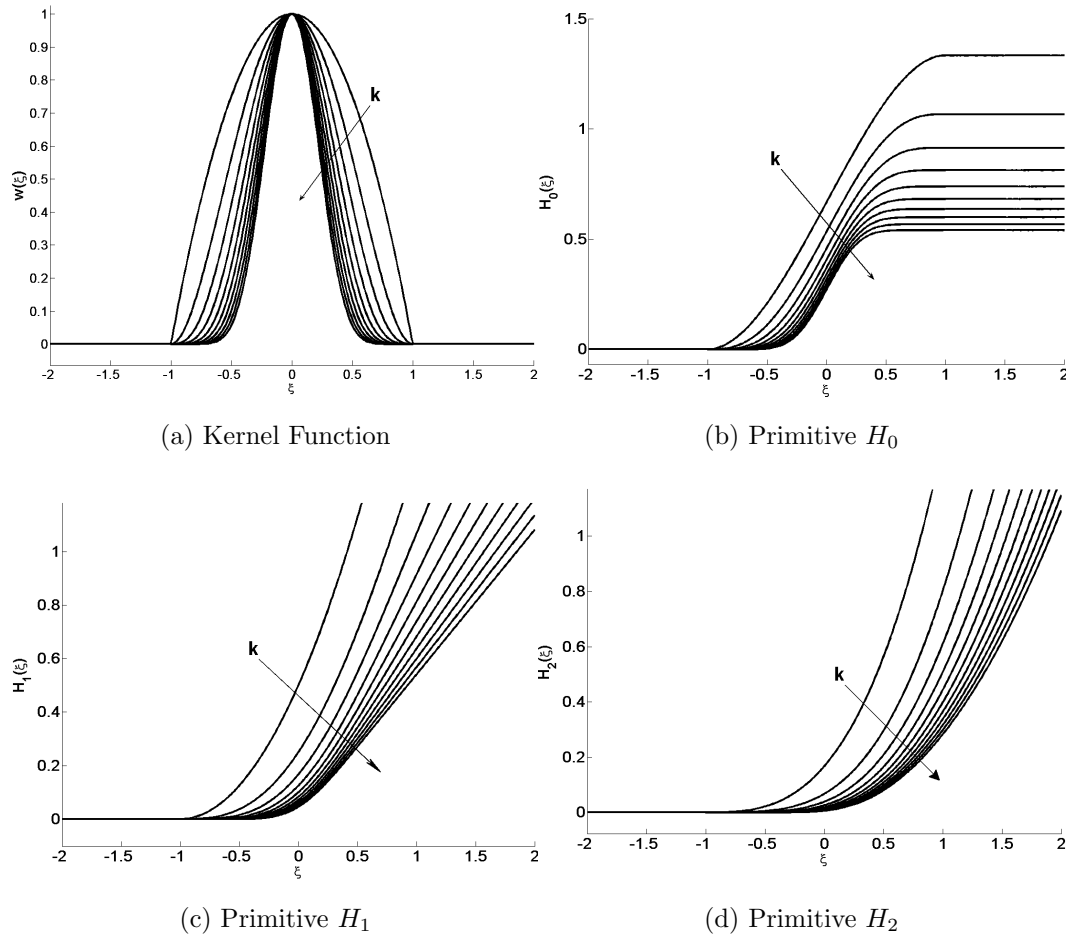 1
0.9
0.8
0.7
0.6
0.5
0.4
0.3
0.2
0.1
0
w(ξ)
k
-2 -1.5 -1 -0.5 0 0.5 1 1.5 2
ξ
(a) Kernel Function
1.5
1
0.5
0
H0(ξ)
k
-2 -1.5 -1 -0.5 0 0.5 1 1.5 2
ξ
(b) Primitive H0
1
0.8
0.6
0.4
0.2
0
H1(ξ)
k
-2 -1.5 -1 -0.5 0 0.5 1 1.5 2
ξ
(c) Primitive H1
1
0.8
0.6
0.4
0.2
0
H2(ξ)
k
-2 -1.5 -1 -0.5 0 0.5 1 1.5 2
ξ
(d) Primitive H2